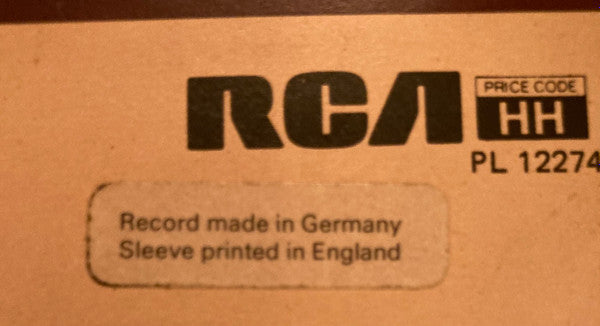 RCA
PRICE CODE
HH
PL 12274
Record made in Germany
Sleeve printed in England